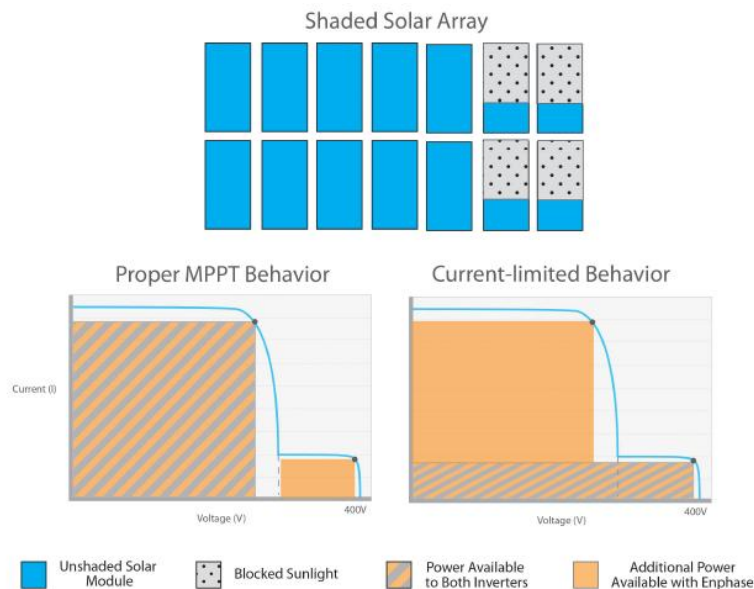 Shaded Solar Array
Proper MPPT Behavior
Current-limited Behavior
Current (I)
Voltage (V)
400V
Voltage (V)
400V
Unshaded Solar
Module
Blocked Sunlight
Power Available
to Both Inverters
Additional Power
Available with Enphase